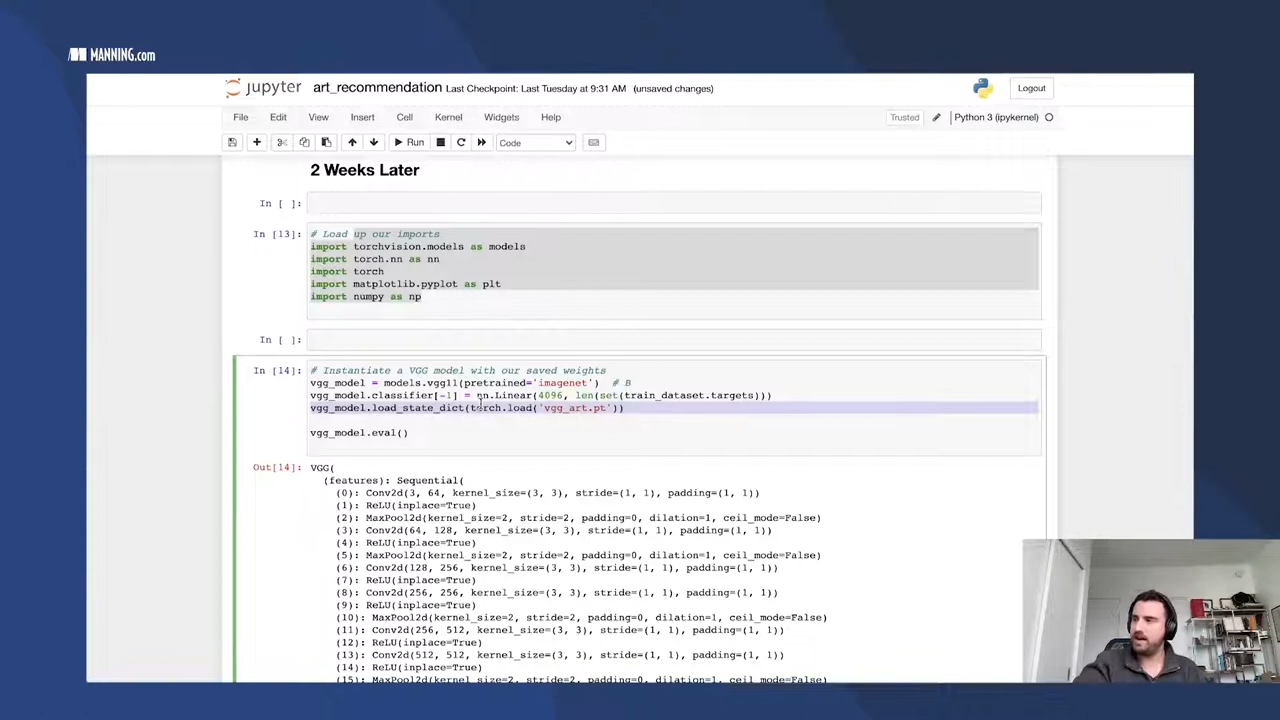 MANNING.com
jupyter art_recommendation Last Checkpoint: Last Tuesday at 9:31 AM (unsaved changes) Logout
File Edit View Insert Cell Kernel Widgets Help Trusted Python 3 (ipykernel)
Run Code
2 Weeks Later
In [ ]:
In [13]: # Load up our imports
import torchvision.models as models
import torch.nn as nn
import torch
import matplotlib.pyplot as plt
import numpy as np
In [ ]:
In [14]: # Instantiate a VGG model with our saved weights
vgg_model = models.vgg11(pretrained='imagenet') # B
vgg_model.classifier[-1] = nn.Linear(4096, len(set(train_dataset.targets)))
vgg_model.load_state_dict(torch.load('vgg_art.pt'))
vgg_model.eval()
Out[14]: VGG(
(features): Sequential(
(0): Conv2d(3, 64, kernel_size=(3, 3), stride=(1, 1), padding=(1, 1))
(1): ReLU(inplace=True)
(2): MaxPool2d(kernel_size=2, stride=2, padding=0, dilation=1, ceil_mode=False)
(3): Conv2d(64, 128, kernel_size=(3, 3), stride=(1, 1), padding=(1, 1))
(4): ReLU(inplace=True)
(5): MaxPool2d(kernel_size=2, stride=2, padding=0, dilation=1, ceil_mode=False)
(6): Conv2d(128, 256, kernel_size=(3, 3), stride=(1, 1), padding=(1, 1))
(7): ReLU(inplace=True)
(8): Conv2d(256, 256, kernel_size=(3, 3), stride=(1, 1), padding=(1, 1))
(9): ReLU(inplace=True)
(10): MaxPool2d(kernel_size=2, stride=2, padding=0, dilation=1, ceil_mode=False)
(11): Conv2d(256, 512, kernel_size=(3, 3), stride=(1, 1), padding=(1, 1))
(12): ReLU(inplace=True)
(13): Conv2d(512, 512, kernel_size=(3, 3), stride=(1, 1), padding=(1, 1))
(14): ReLU(inplace=True)
(15): MaxPool2d(kernel_size=2, stride=2, padding=0, dilation=1, ceil_mode=False)